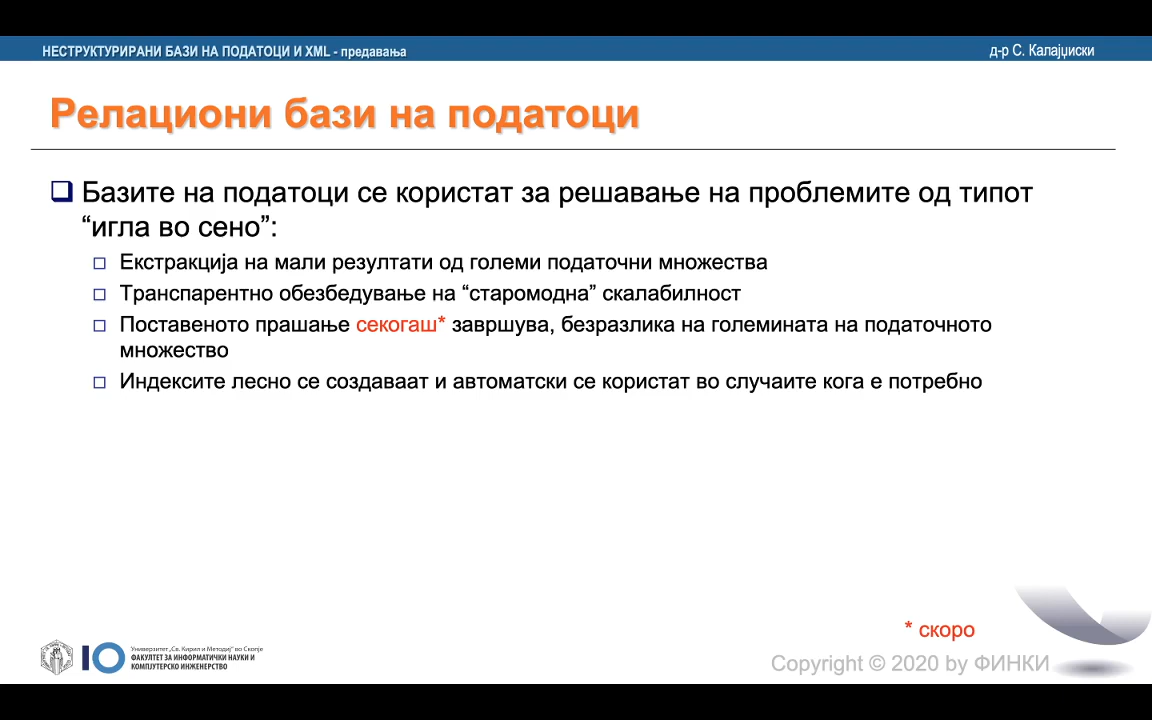 НЕСТРУКТУРИРАНИ БАЗИ НА ПОДАТОЦИ И XML - предавања
д-р С. Калајџиски
Релациони бази на податоци
Базите на податоци се користат за решавање на проблемите од типот
“игла во сено”:
Екстракција на мали резултати од големи податочни множества
Транспарентно обезбедување на “старомодна” скалабилност
Поставеното прашање секогаш* завршува, безразлика на големината на податочното
множество
Индексите лесно се создаваат и автоматски се користат во случаите кога е потребно
* скоро
Универзитет „Св. Кирил и Методиј“ во Скопје
ФАКУЛТЕТ ЗА ИНФОРМАТИЧКИ НАУКИ И
КОМПЈУТЕРСКО ИНЖЕНЕРСТВО
Copyright © 2020 by ФИНКИ